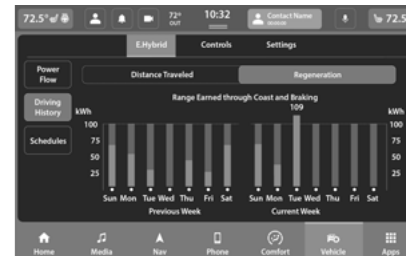 72.5°
72°
OUT
10:32
Contact Name
72.5
E.Hybrid
Controls
Settings
Power
Flow
Distance Traveled
Regeneration
Driving
History
Range Earned through Coast and Braking
109
kWh
kWh
100
100
Schedules
75
75
50
50
25
25
Sun Mon Tue Wed Thu Fri Sat
Sun Mon Tue Wed Thu Fri Sat
Previous Week
Current Week
Home
Media
Nav
Phone
Comfort
Vehicle
Apps